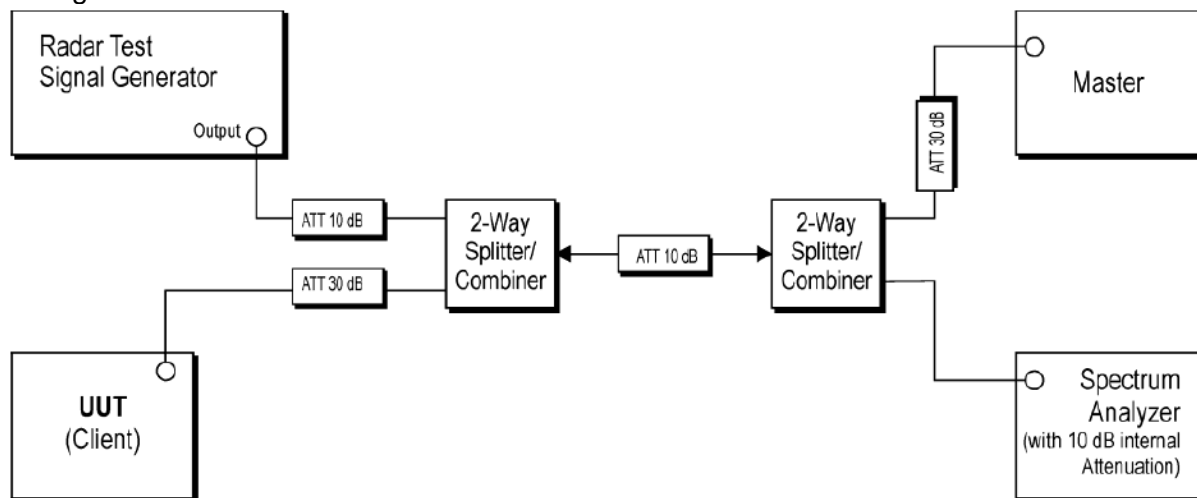 Radar Test
Signal Generator
Output
ATT 10 dB
ATT 30 dB
UUT
(Client)
2-Way
Splitter/
Combiner
ATT 10 dB
2-Way
Splitter/
Combiner
ATT 30 dB
Master
Spectrum
Analyzer
(with 10 dB internal
Attenuation)